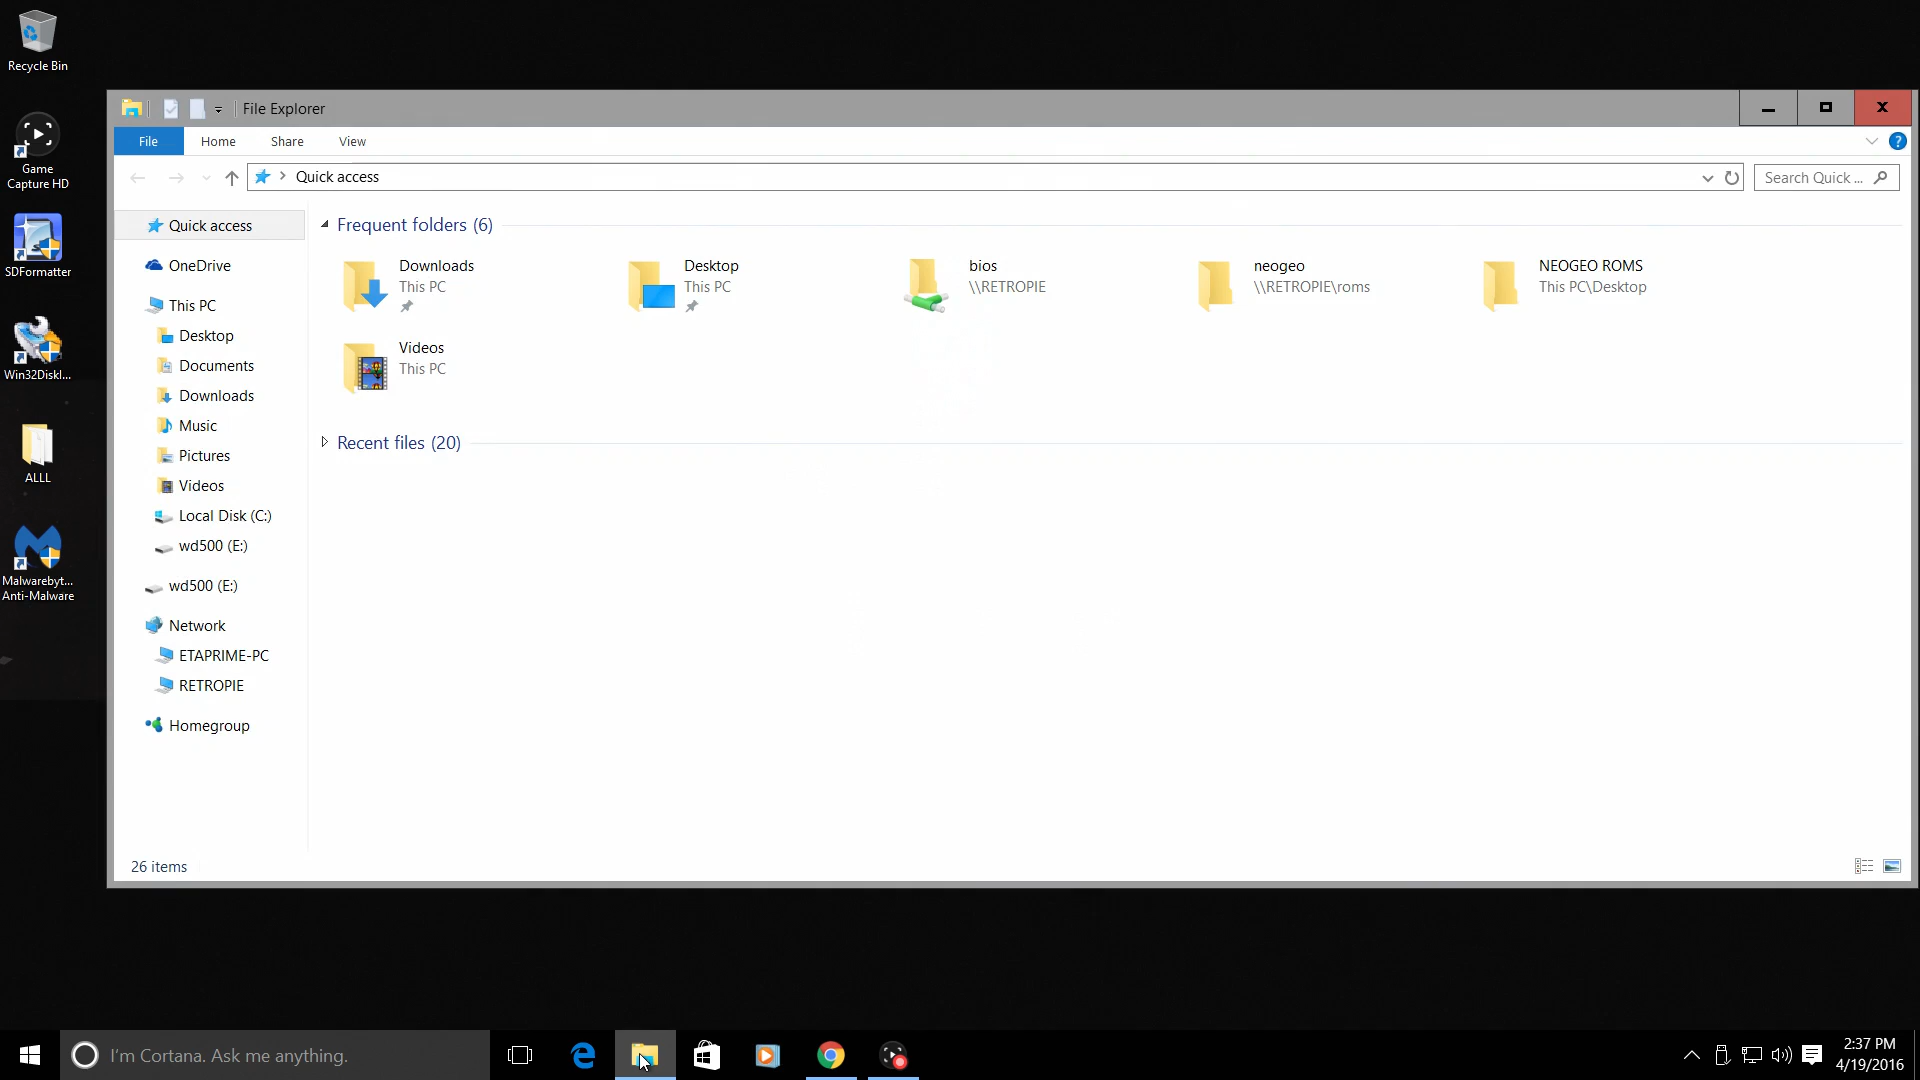 Recycle Bin
Game
Capture HD
SDFormatter
Win32DiskI...
ALLL
Malwarebyt...
Anti-Malware
File Explorer
File
Home
Share
View
?
Quick access
Search Quick ...
Quick access
OneDrive
This PC
Desktop
Documents
Downloads
Music
Pictures
Videos
Local Disk (C:)
wd500 (E:)
wd500 (E:)
Network
ETAPRIME-PC
RETROPIE
Homegroup
Frequent folders (6)
Downloads
This PC
Desktop
This PC
bios
\\RETROPIE
neogeo
\\RETROPIE\roms
NEOGEO ROMS
This PC\Desktop
Videos
This PC
Recent files (20)
26 items
I'm Cortana. Ask me anything.
2:37 PM
4/19/2016